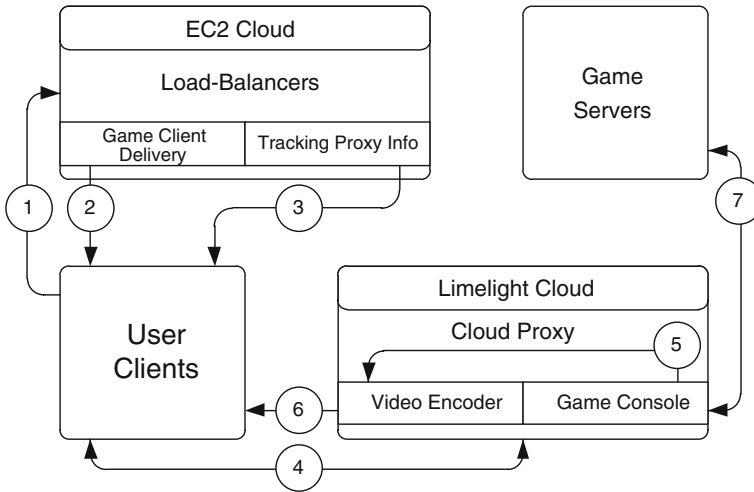 EC2 Cloud
Load-Balancers
Game Client
Delivery
Tracking Proxy Info
Game
Servers
1
2
3
7
User
Clients
Limelight Cloud
Cloud Proxy
5
Video Encoder
Game Console
6
4